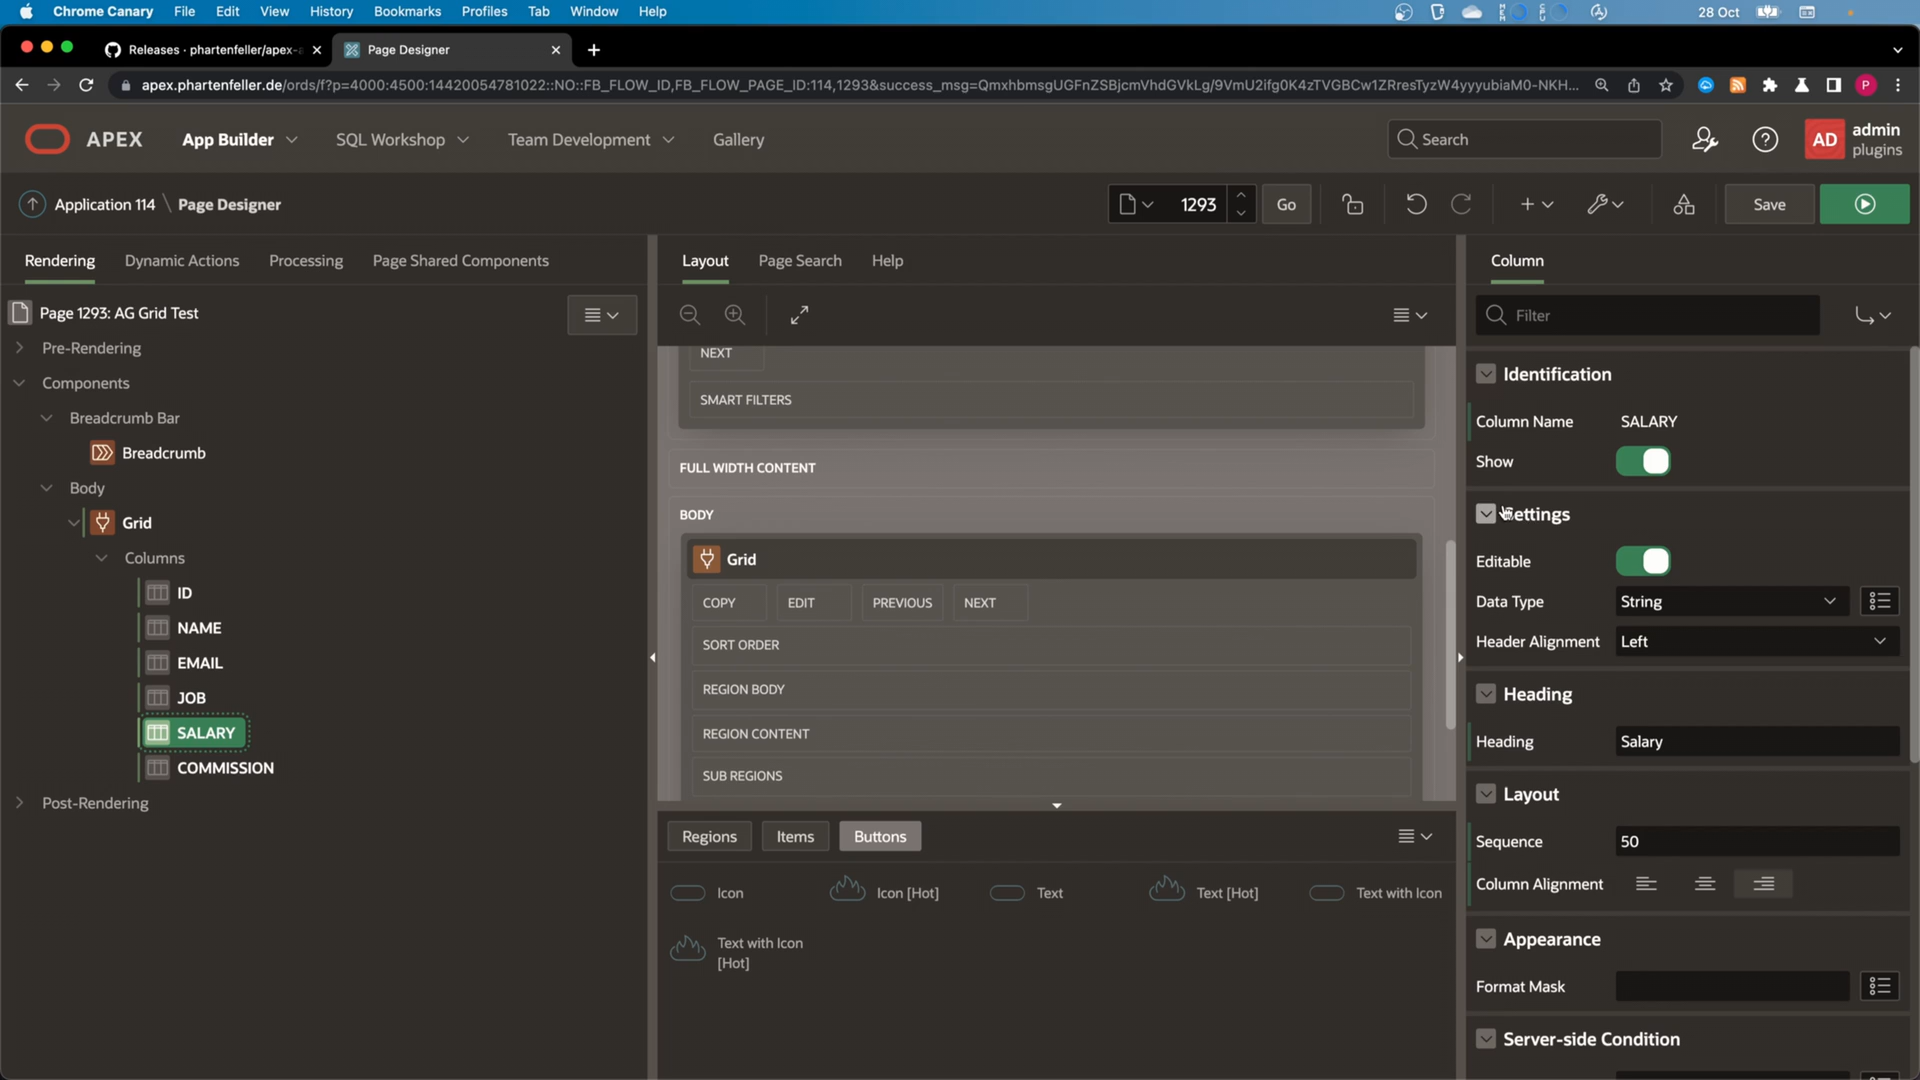 Chrome Canary File Edit View History Bookmarks Profiles Tab Window Help 28 Oct
Releases · phartenfeller/apex-a Page Designer
apex.phartenfeller.de/ords/f?p=4000:4500:14420054781022::NO::FB_FLOW_ID,FB_FLOW_PAGE_ID:114,1293&success_msg=QmxhbmsgUGFnZSBjcmVhdGVkLg/9VmU2ifg0K4zTVGBCw1ZRresTyzW4yyyubiaM0-NKH... P
APEX App Builder SQL Workshop Team Development Gallery Search AD admin
plugins
Application 114 \ Page Designer 1293 Go Save
Rendering Dynamic Actions Processing Page Shared Components
Page 1293: AG Grid Test
Pre-Rendering
Components
Breadcrumb Bar
Breadcrumb
Body
Grid
Columns
ID
NAME
EMAIL
JOB
SALARY
COMMISSION
Post-Rendering
Layout Page Search Help
NEXT
SMART FILTERS
FULL WIDTH CONTENT
BODY
Grid
COPY EDIT PREVIOUS NEXT
SORT ORDER
REGION BODY
REGION CONTENT
SUB REGIONS
Regions Items Buttons
Icon Icon [Hot] Text Text [Hot] Text with Icon
Text with Icon
[Hot]
Column
Filter
Identification
Column Name SALARY
Show
Settings
Editable
Data Type String
Header Alignment Left
Heading
Heading Salary
Layout
Sequence 50
Column Alignment
Appearance
Format Mask
Server-side Condition